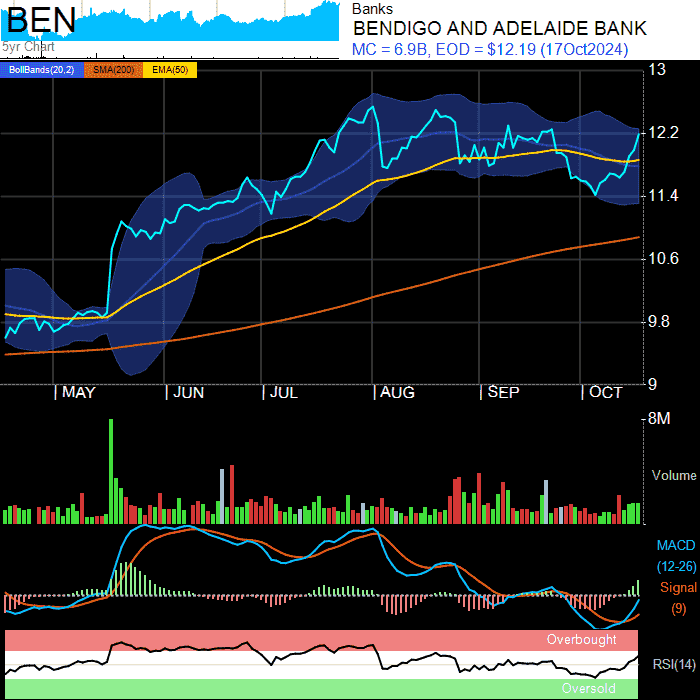 BEN
5yr Chart
Banks
BENDIGO AND ADELAIDE BANK
MC = 6.9B, EOD = $12.19 (17Oct2024)
BollBands(20,2) SMA(200) EMA(50)
13
12.2
11.4
10.6
9.8
9
MAY JUN JUL AUG SEP OCT
8M
Volume
MACD
(12-26)
Signal
(9)
Overbought
RSI(14)
Oversold